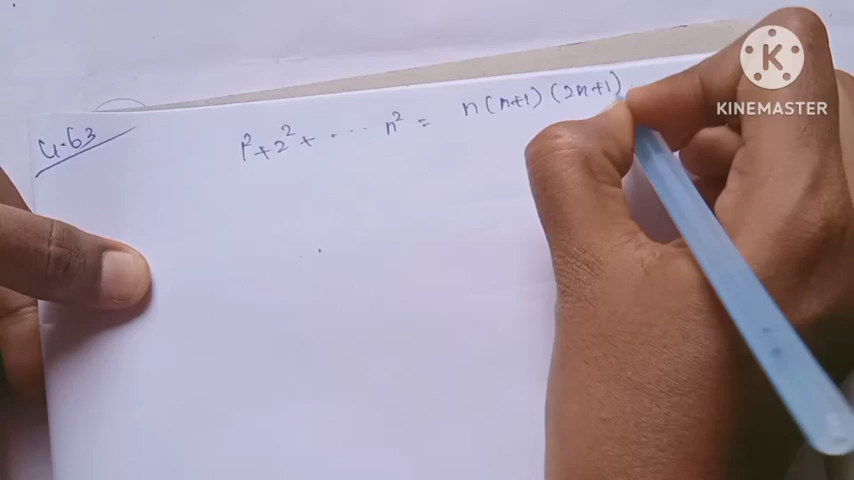 4.63
1² + 2² + ... n² = n(n+1)(2n+1)
KINEMASTER